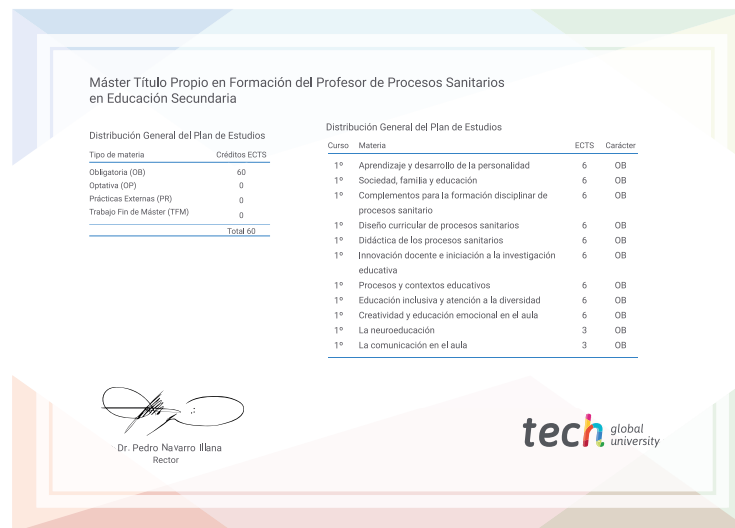 Máster Título Propio en Formación del Profesor de Procesos Sanitarios
en Educación Secundaria
Distribución General del Plan de Estudios
Tipo de materia Créditos ECTS
Obligatoria (OB) 60
Optativa (OP) 0
Prácticas Externas (PR) 0
Trabajo Fin de Máster (TFM) 0
Total 60
Distribución General del Plan de Estudios
Curso Materia ECTS Carácter
1º Aprendizaje y desarrollo de la personalidad 6 OB
1º Sociedad, familia y educación 6 OB
1º Complementos para la formación disciplinar de 6 OB
procesos sanitario
1º Diseño curricular de procesos sanitarios 6 OB
1º Didáctica de los procesos sanitarios 6 OB
1º Innovación docente e iniciación a la investigación 6 OB
educativa
1º Procesos y contextos educativos 6 OB
1º Educación inclusiva y atención a la diversidad 6 OB
1º Creatividad y educación emocional en el aula 6 OB
1º La neuroeducación 3 OB
1º La comunicación en el aula 3 OB
Dr. Pedro Navarro Illana
Rector
tech global
university